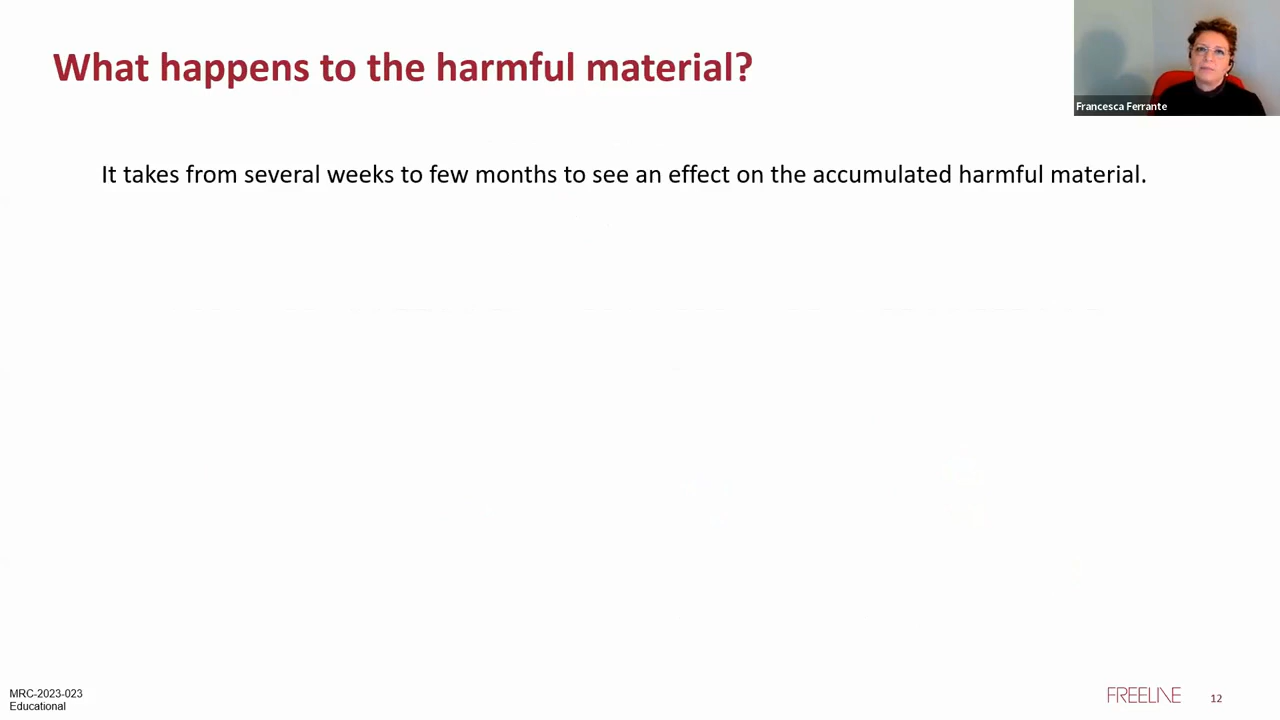 What happens to the harmful material?
Francesca Ferrante
It takes from several weeks to few months to see an effect on the accumulated harmful material.
MRC-2023-023
Educational
FREELINE
12